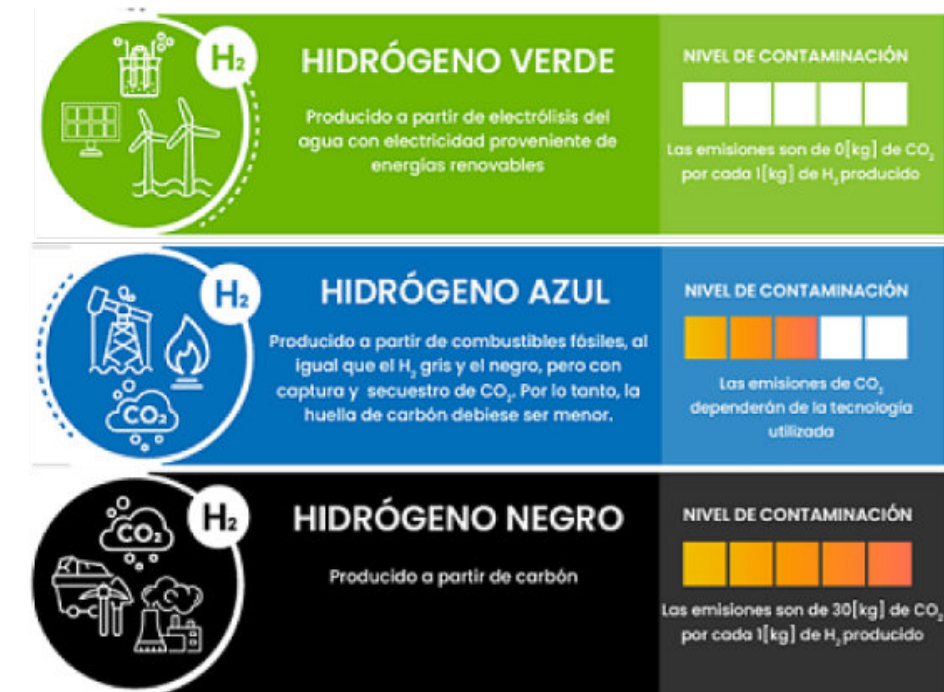 H₂
HIDRÓGENO VERDE
Producido a partir de electrólisis del
agua con electricidad proveniente de
energías renovables
NIVEL DE CONTAMINACIÓN
Las emisiones son de 0[kg] de CO₂
por cada 1[kg] de H₂ producido
H₂
CO₂
HIDRÓGENO AZUL
Producido a partir de combustibles fósiles, al
igual que el H₂ gris y el negro, pero con
captura y secuestro de CO₂. Por lo tanto, la
huella de carbón debiese ser menor.
NIVEL DE CONTAMINACIÓN
Las emisiones de CO₂
dependerán de la tecnología
utilizada
H₂
CO₂
HIDRÓGENO NEGRO
Producido a partir de carbón
NIVEL DE CONTAMINACIÓN
Las emisiones son de 30[kg] de CO₂
por cada 1[kg] de H₂ producido